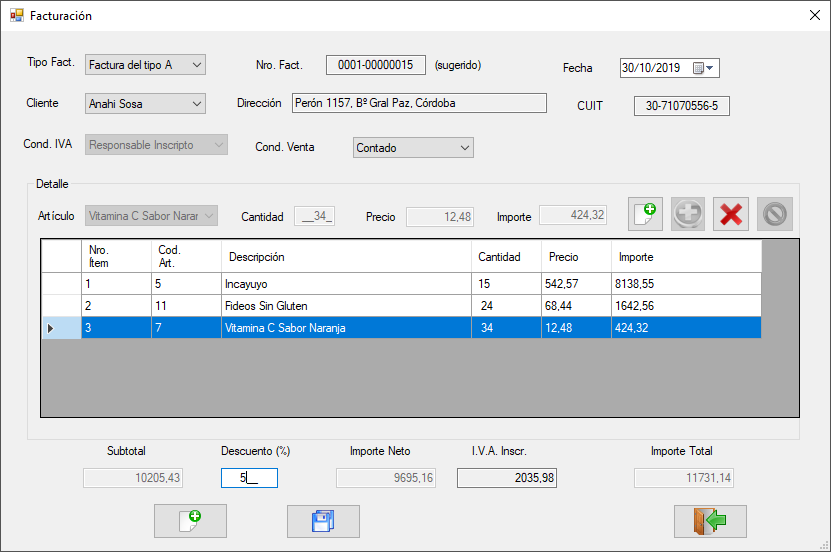 Facturación
Tipo Fact. Factura del tipo A Nro. Fact. 0001-00000015 (sugerido) Fecha 30/10/2019
Cliente Anahi Sosa Dirección Perón 1157, Bº Gral Paz, Córdoba CUIT 30-71070556-5
Cond. IVA Responsable Inscripto Cond. Venta Contado
Detalle
Artículo Vitamina C Sabor Narar Cantidad __34_ Precio 12,48 Importe 424,32
Nro. Ítem Cod. Art. Descripción Cantidad Precio Importe
1 5 Incayuyo 15 542,57 8138,55
2 11 Fideos Sin Gluten 24 68,44 1642,56
3 7 Vitamina C Sabor Naranja 34 12,48 424,32
Subtotal Descuento (%) Importe Neto I.V.A. Inscr. Importe Total
10205,43 5__ 9695,16 2035,98 11731,14